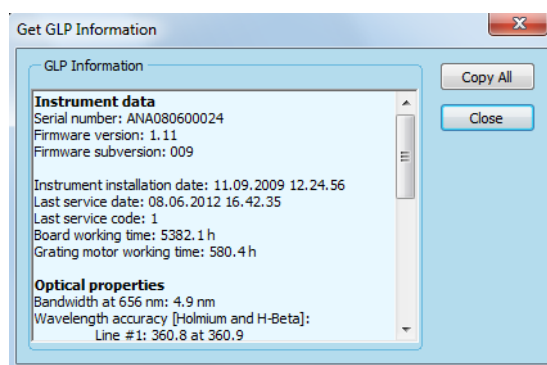 Get GLP Information
GLP Information
Copy All
Close
Instrument data
Serial number: ANA080600024
Firmware version: 1.11
Firmware subversion: 009
Instrument installation date: 11.09.2009 12.24.56
Last service date: 08.06.2012 16.42.35
Last service code: 1
Board working time: 5382.1 h
Grating motor working time: 580.4 h
Optical properties
Bandwidth at 656 nm: 4.9 nm
Wavelength accuracy [Holmium and H-Beta]:
Line #1: 360.8 at 360.9